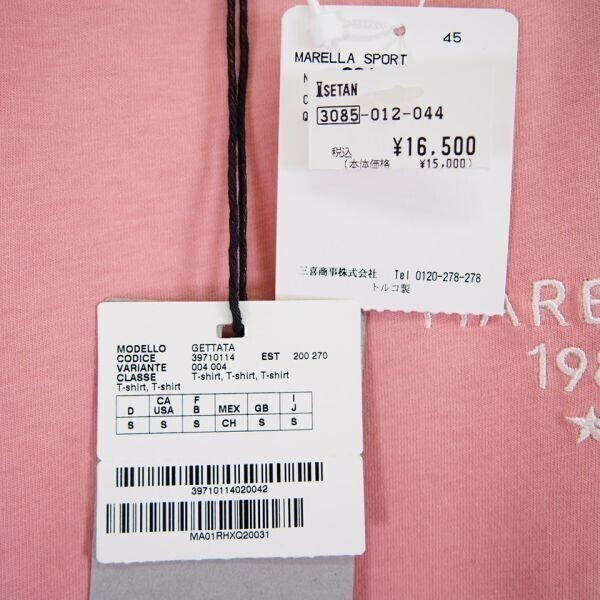 45
MARELLA SPORT
ISETAN
3085-012-044
税込 ¥16,500
(本体価格 ¥15,000)
三喜商事株式会社 Tel 0120-278-278
トルコ製
MODELLO GETTATA
CODICE 39710114 EST 200 270
VARIANTE 004 004
CLASSE T-shirt, T-shirt, T-shirt
T-shirt, T-shirt
D CA USA F B MEX GB I J
S S S CH S S
39710114020042
MA01RHXQ20031
MARE
198